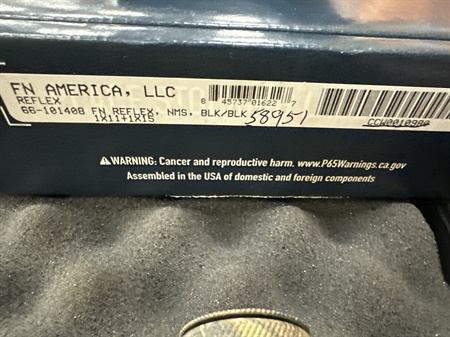 FN AMERICA, LLC
REFLEX
66-101408 FN REFLEX, NMS, BLK/BLK
1X11+1X15
8 45737 01622 7
58951
⚠WARNING: Cancer and reproductive harm. www.P65Warnings.ca.gov
Assembled in the USA of domestic and foreign components